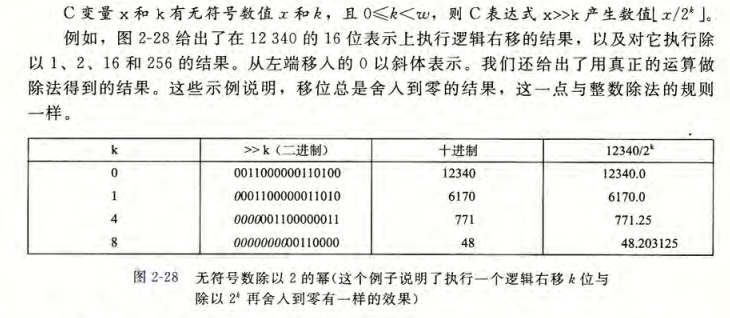 C 变量 x 和 k 有无符号数值 x 和 k，且 0≤k<w，则 C 表达式 x>>k 产生数值⌊x/2ᵏ⌋。
例如，图 2-28 给出了在 12 340 的 16 位表示上执行逻辑右移的结果，以及对它执行除
以 1、2、16 和 256 的结果。从左端移入的 0 以斜体表示。我们还给出了用真正的运算做
除法得到的结果。这些示例说明，移位总是舍入到零的结果，这一点与整数除法的规则
一样。
k >> k（二进制） 十进制 12340/2ᵏ
0 0011000000110100 12340 12340.0
1 0001100000011010 6170 6170.0
4 0000001100000011 771 771.25
8 0000000000110000 48 48.203125
图 2-28 无符号数除以 2 的幂(这个例子说明了执行一个逻辑右移 k 位与
除以 2ᵏ 再舍入到零有一样的效果)